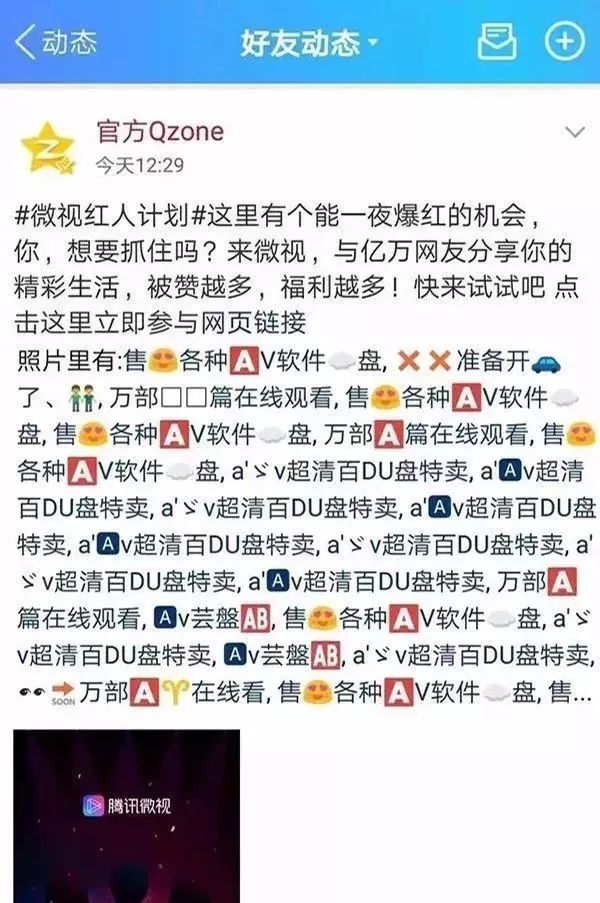 动态
好友动态
官方Qzone
今天12:29
#微视红人计划#这里有个能一夜爆红的机会，
你，想要抓住吗？来微视，与亿万网友分享你的
精彩生活，被赞越多，福利越多！快来试试吧 点
击这里立即参与网页链接
照片里有:售😍各种🅰V软件☁盘, ❌❌准备开🚗
了、👬, 万部□□篇在线观看, 售😍各种🅰V软件☁
盘, 售😍各种🅰V软件☁盘, 万部🅰篇在线观看, 售😍
各种🅰V软件☁盘, a'ゞv超清百DU盘特卖, a'🅰v超清
百DU盘特卖, a'ゞv超清百DU盘特卖, a'🅰v超清百DU盘
特卖, a'🅰v超清百DU盘特卖, a'ゞv超清百DU盘特卖, a'
ゞv超清百DU盘特卖, a'🅰v超清百DU盘特卖, 万部🅰
篇在线观看, 🅰v芸盤🆎, 售😍各种🅰V软件☁盘, a'ゞ
v超清百DU盘特卖, 🅰v芸盤🆎, a'ゞv超清百DU盘特卖,
👀🔜万部🅰♈在线看, 售😍各种🅰V软件☁盘, 售...
腾讯微视